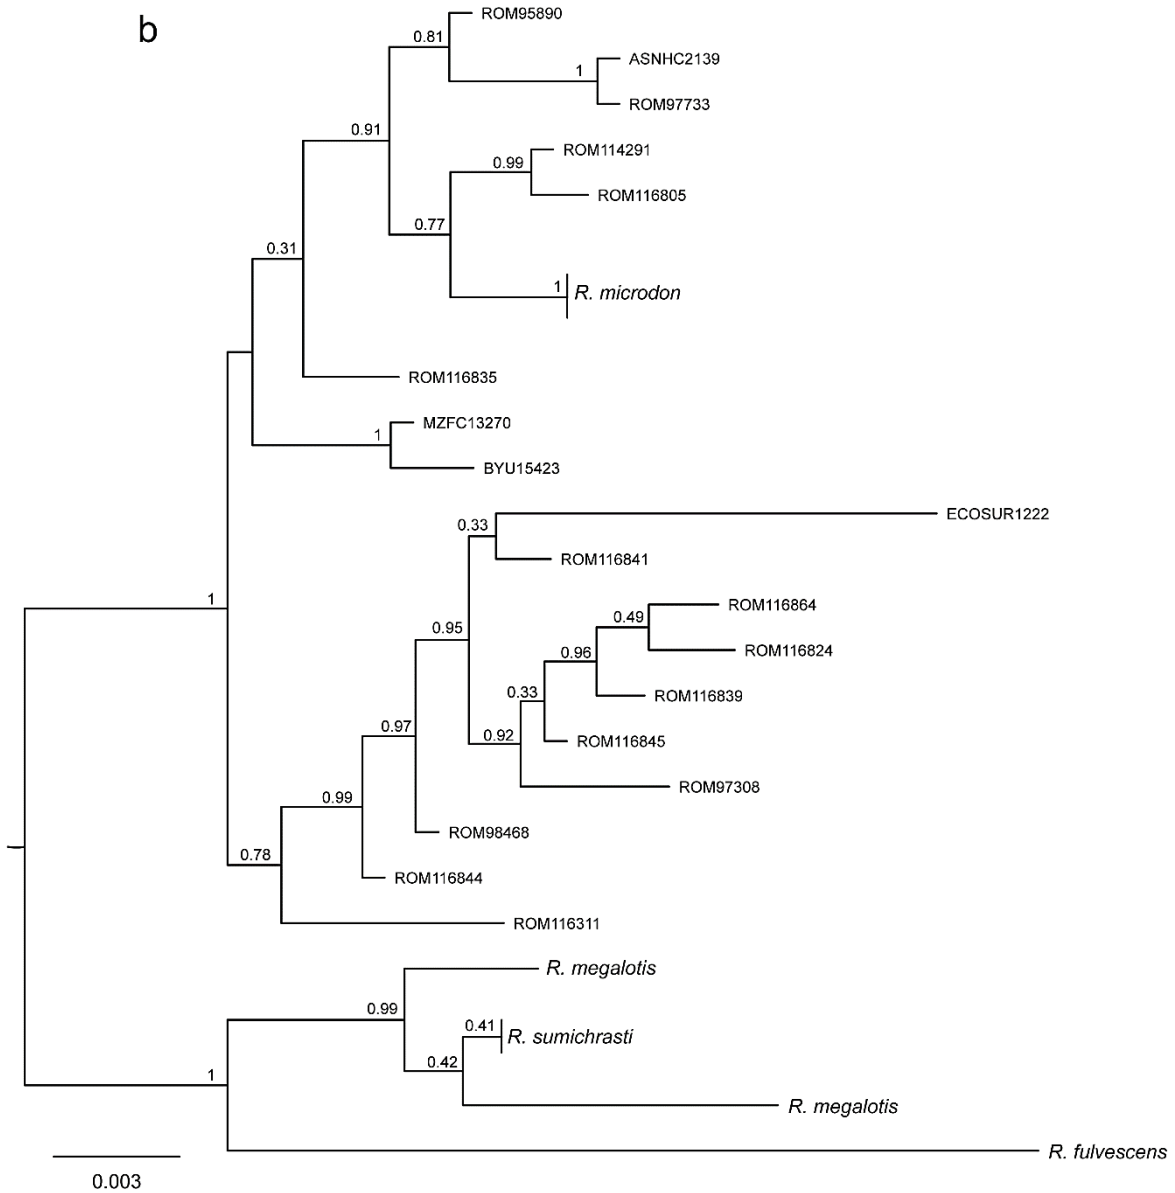 b
ROM95890
0.81
ASNHC2139
1
ROM97733
0.91
ROM114291
0.99
ROM116805
0.77
0.31
1
R. microdon
ROM116835
MZFC13270
1
BYU15423
ECOSUR1222
0.33
ROM116841
ROM116864
1
0.49
0.95
ROM116824
0.96
0.33
ROM116839
0.97
0.92
ROM116845
ROM97308
0.99
ROM98468
0.78
ROM116844
ROM116311
R. megalotis
0.99
0.41
R. sumichrasti
0.42
1
R. megalotis
R. fulvescens
0.003